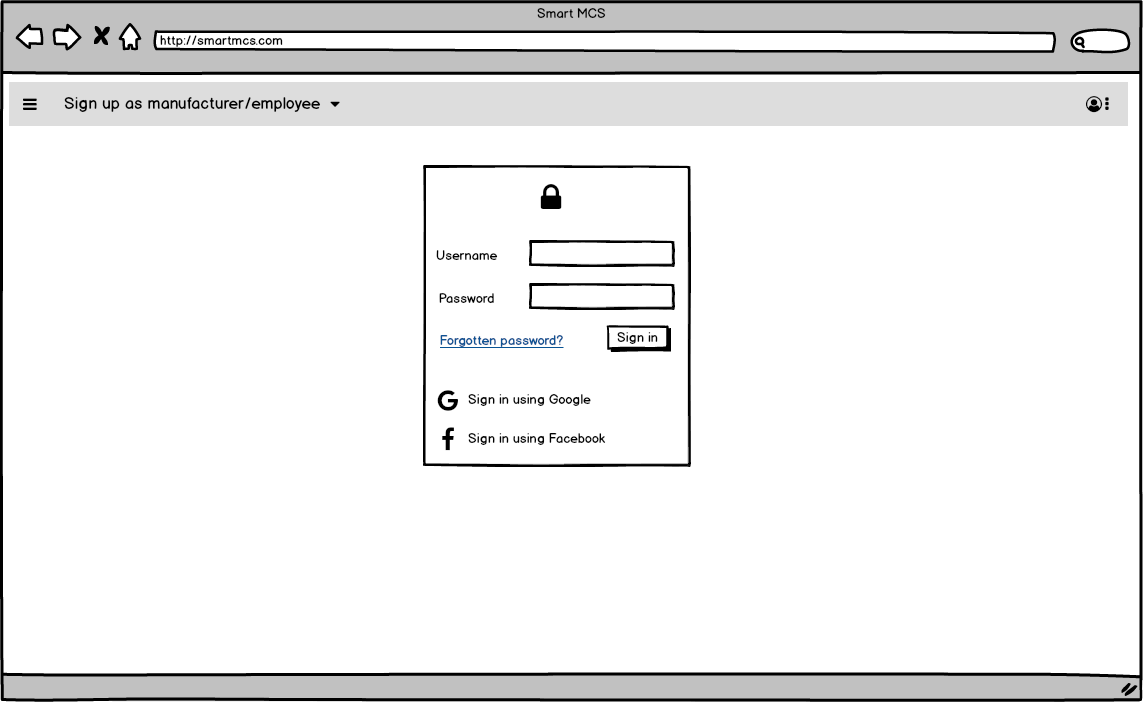 Smart MCS
http://smartmcs.com
Sign up as manufacturer/employee
Username
Password
Forgotten password?
Sign in
Sign in using Google
Sign in using Facebook